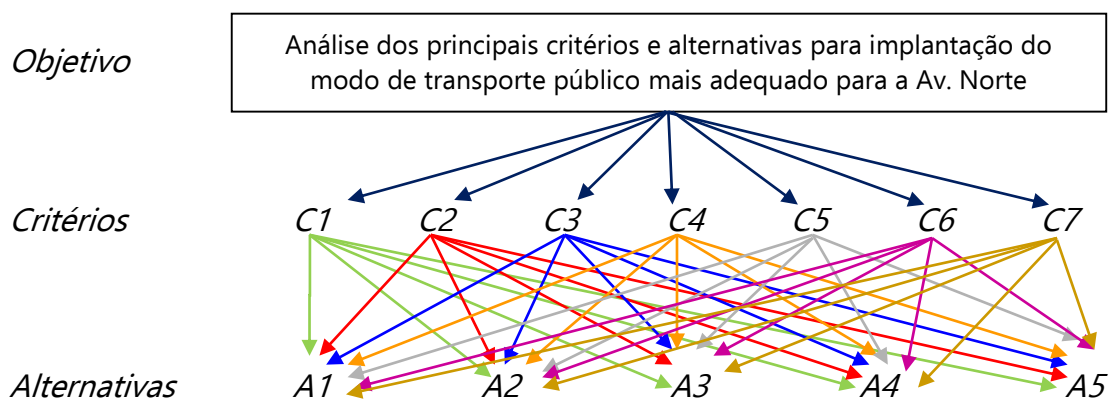 Objetivo
Análise dos principais critérios e alternativas para implantação do
modo de transporte público mais adequado para a Av. Norte
Critérios C1 C2 C3 C4 C5 C6 C7
Alternativas A1 A2 A3 A4 A5